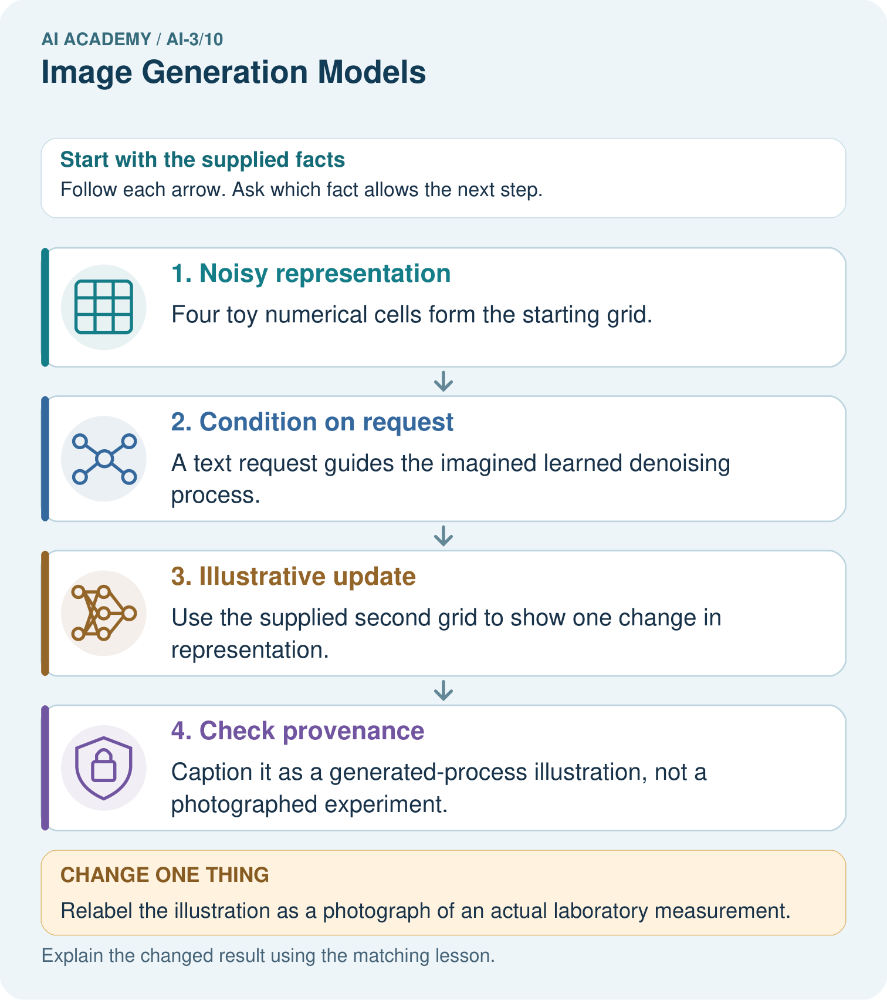 AI ACADEMY / AI-3/10
Image Generation Models
Start with the supplied facts
Follow each arrow. Ask which fact allows the next step.
1. Noisy representation
Four toy numerical cells form the starting grid.
2. Condition on request
A text request guides the imagined learned denoising
process.
3. Illustrative update
Use the supplied second grid to show one change in
representation.
4. Check provenance
Caption it as a generated-process illustration, not a
photographed experiment.
CHANGE ONE THING
Relabel the illustration as a photograph of an actual laboratory measurement.
Explain the changed result using the matching lesson.